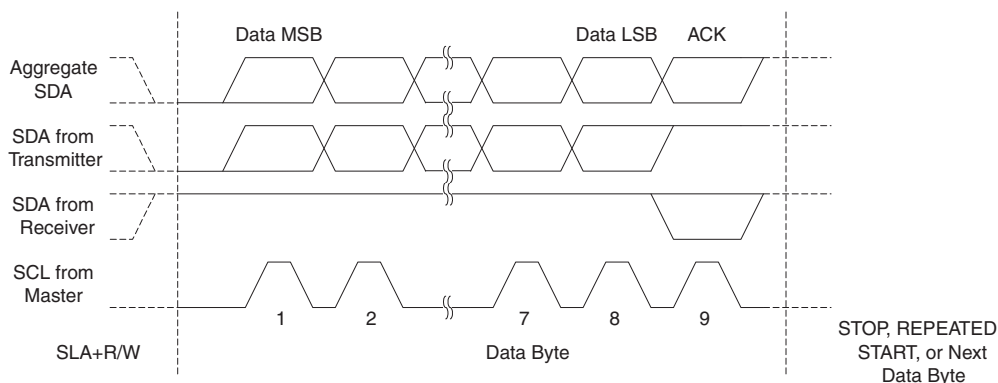 Data MSB
Data LSB
ACK
Aggregate
SDA
SDA from
Transmitter
SDA from
Receiver
SCL from
Master
1
2
7
8
9
SLA+R/W
Data Byte
STOP, REPEATED
START, or Next
Data Byte